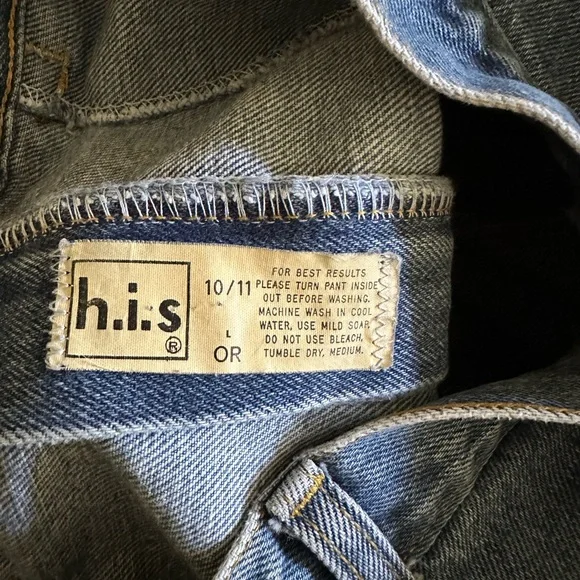 h.i.s
®
10/11
L
OR
FOR BEST RESULTS
PLEASE TURN PANT INSIDE
OUT BEFORE WASHING.
MACHINE WASH IN COOL
WATER, USE MILD SOAP.
DO NOT USE BLEACH,
TUMBLE DRY, MEDIUM.